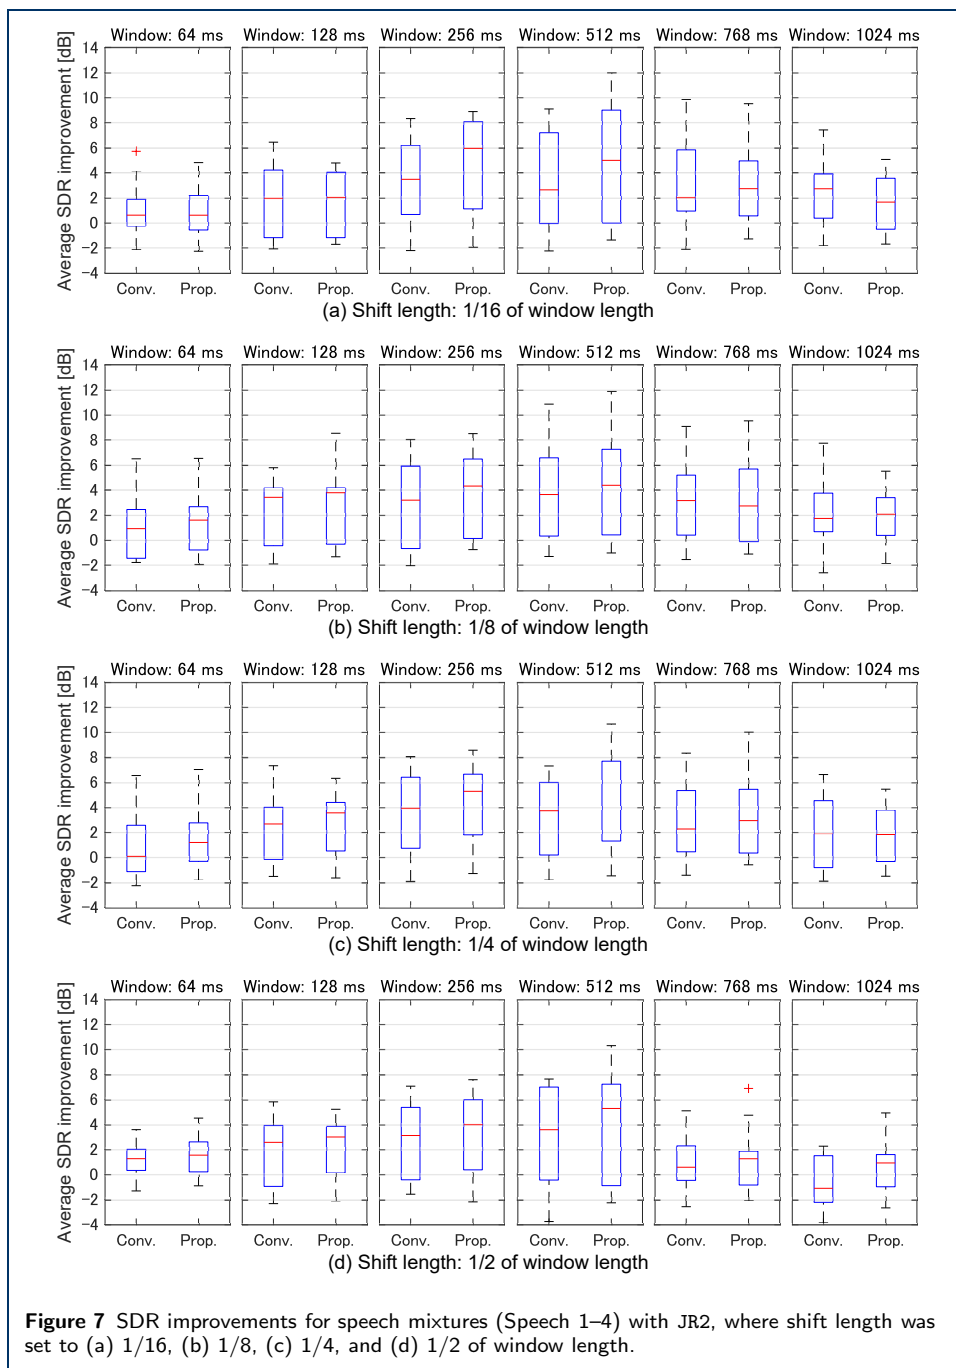 Window: 64 ms Window: 128 ms Window: 256 ms Window: 512 ms Window: 768 ms Window: 1024 ms
Average SDR improvement [dB]
14
12
10
8
6
4
2
0
−2
−4
Conv. Prop. Conv. Prop. Conv. Prop. Conv. Prop. Conv. Prop. Conv. Prop.
(a) Shift length: 1/16 of window length
Window: 64 ms Window: 128 ms Window: 256 ms Window: 512 ms Window: 768 ms Window: 1024 ms
Average SDR improvement [dB]
14
12
10
8
6
4
2
0
−2
−4
Conv. Prop. Conv. Prop. Conv. Prop. Conv. Prop. Conv. Prop. Conv. Prop.
(b) Shift length: 1/8 of window length
Window: 64 ms Window: 128 ms Window: 256 ms Window: 512 ms Window: 768 ms Window: 1024 ms
Average SDR improvement [dB]
14
12
10
8
6
4
2
0
−2
−4
Conv. Prop. Conv. Prop. Conv. Prop. Conv. Prop. Conv. Prop. Conv. Prop.
(c) Shift length: 1/4 of window length
Window: 64 ms Window: 128 ms Window: 256 ms Window: 512 ms Window: 768 ms Window: 1024 ms
Average SDR improvement [dB]
14
12
10
8
6
4
2
0
−2
−4
Conv. Prop. Conv. Prop. Conv. Prop. Conv. Prop. Conv. Prop. Conv. Prop.
(d) Shift length: 1/2 of window length
Figure 7 SDR improvements for speech mixtures (Speech 1–4) with JR2, where shift length was
set to (a) 1/16, (b) 1/8, (c) 1/4, and (d) 1/2 of window length.